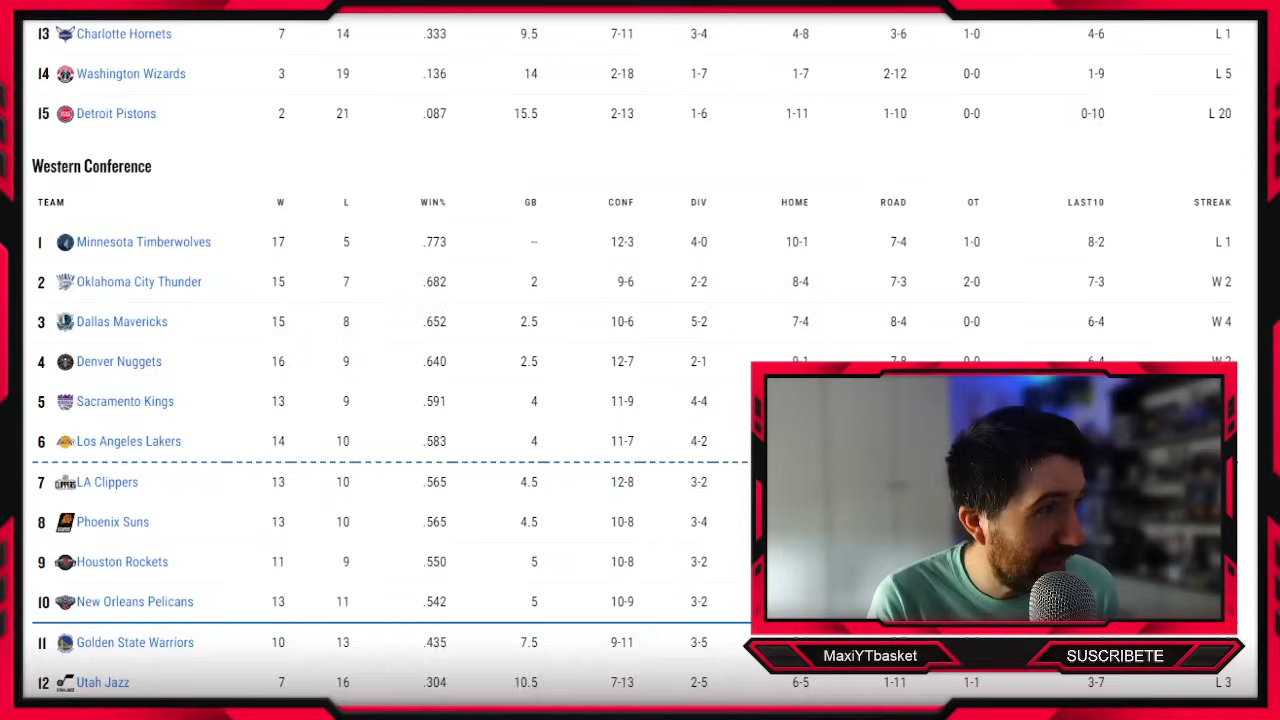 13 Charlotte Hornets 7 14 .333 9.5 7-11 3-4 4-8 3-6 1-0 4-6 L 1
14 Washington Wizards 3 19 .136 14 2-18 1-7 1-7 2-12 0-0 1-9 L 5
15 Detroit Pistons 2 21 .087 15.5 2-13 1-6 1-11 1-10 0-0 0-10 L 20
Western Conference
TEAM W L WIN% GB CONF DIV HOME ROAD OT LAST10 STREAK
1 Minnesota Timberwolves 17 5 .773 -- 12-3 4-0 10-1 7-4 1-0 8-2 L 1
2 Oklahoma City Thunder 15 7 .682 2 9-6 2-2 8-4 7-3 2-0 7-3 W 2
3 Dallas Mavericks 15 8 .652 2.5 10-6 5-2 7-4 8-4 0-0 6-4 W 4
4 Denver Nuggets 16 9 .640 2.5 12-7 2-1 9-1 7-8 0-0 6-4 W 2
5 Sacramento Kings 13 9 .591 4 11-9 4-4
6 Los Angeles Lakers 14 10 .583 4 11-7 4-2
7 LA Clippers 13 10 .565 4.5 12-8 3-2
8 Phoenix Suns 13 10 .565 4.5 10-8 3-4
9 Houston Rockets 11 9 .550 5 10-8 3-2
10 New Orleans Pelicans 13 11 .542 5 10-9 3-2
11 Golden State Warriors 10 13 .435 7.5 9-11 3-5
12 Utah Jazz 7 16 .304 10.5 7-13 2-5 6-5 1-11 1-1 3-7 L 3
MaxiYTbasket SUSCRIBETE